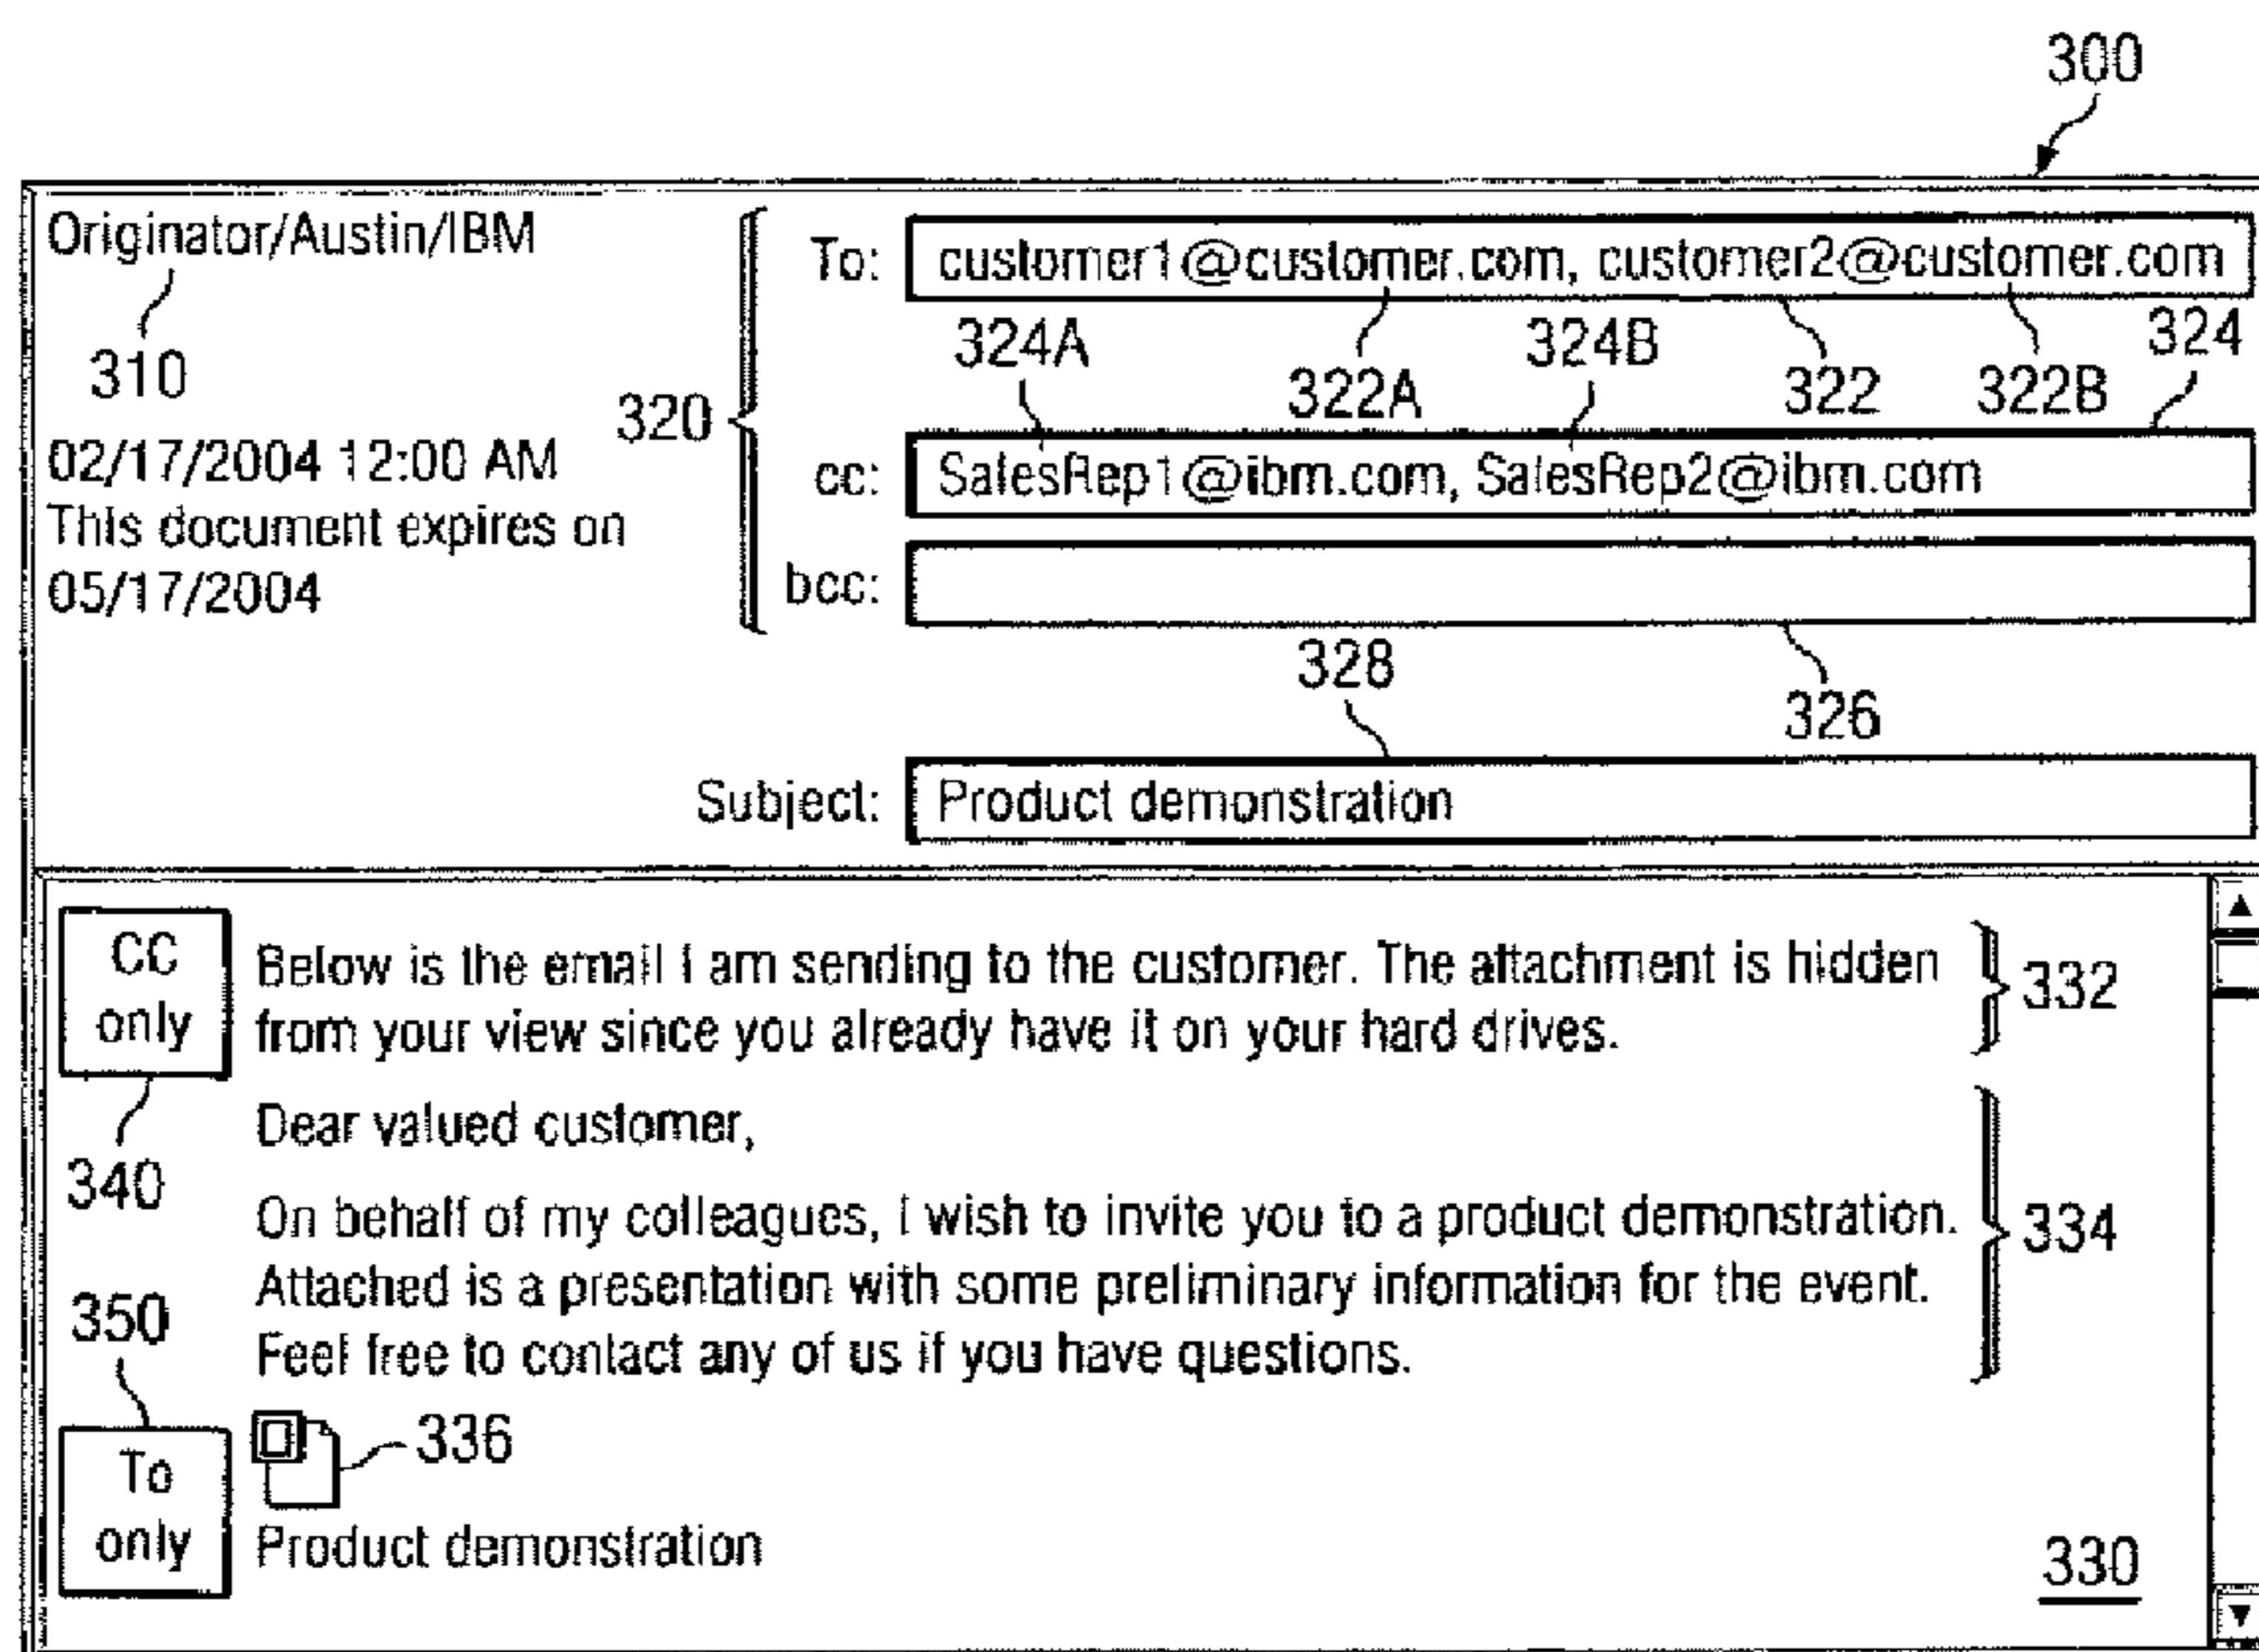 300
Originator/Austin/IBM
310
02/17/2004 12:00 AM
This document expires on
05/17/2004
320
To: customer1@customer.com, customer2@customer.com
324A 322A 324B 322 322B 324
cc: SalesRep1@ibm.com, SalesRep2@ibm.com
bcc:
328
326
Subject: Product demonstration
CC
only
340
Below is the email I am sending to the customer. The attachment is hidden
from your view since you already have it on your hard drives.
332
Dear valued customer,
On behalf of my colleagues, I wish to invite you to a product demonstration.
Attached is a presentation with some preliminary information for the event.
Feel free to contact any of us if you have questions.
334
350
To
only
336
Product demonstration
330